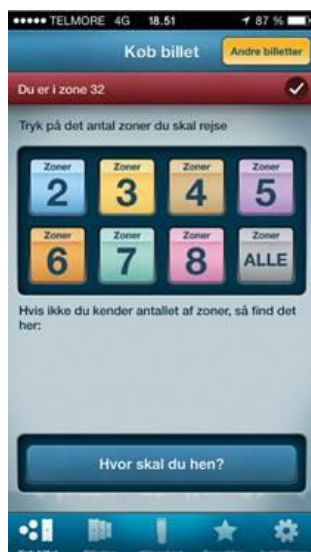 TELMORE 4G 18.51 87 %
Køb billet
Andre billetter
Du er i zone 32
Tryk på det antal zoner du skal rejse
Zoner Zoner Zoner Zoner
2 3 4 5
Zoner Zoner Zoner Zoner
6 7 8 ALLE
Hvis ikke du kender antallet af zoner, så find det
her:
Hvor skal du hen?